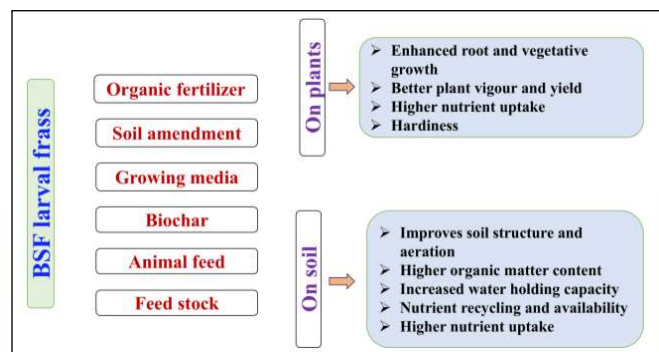 BSF larval frass
Organic fertilizer
Soil amendment
Growing media
Biochar
Animal feed
Feed stock
On plants
➢ Enhanced root and vegetative
growth
➢ Better plant vigour and yield
➢ Higher nutrient uptake
➢ Hardiness
On soil
➢ Improves soil structure and
aeration
➢ Higher organic matter content
➢ Increased water holding capacity
➢ Nutrient recycling and availability
➢ Higher nutrient uptake